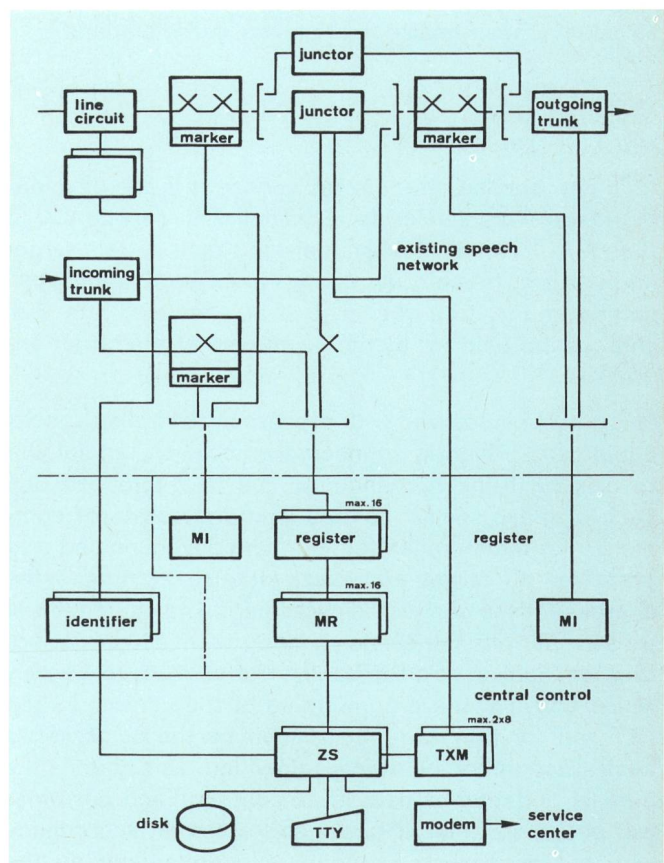 junctor
line
circuit
marker
junctor
marker
outgoing
trunk
existing speech
network
incoming
trunk
marker
max. 16
MI
register
register
max. 16
identifier
MR
MI
central control
max. 2x8
ZS
TXM
disk
TTY
modem
service
center